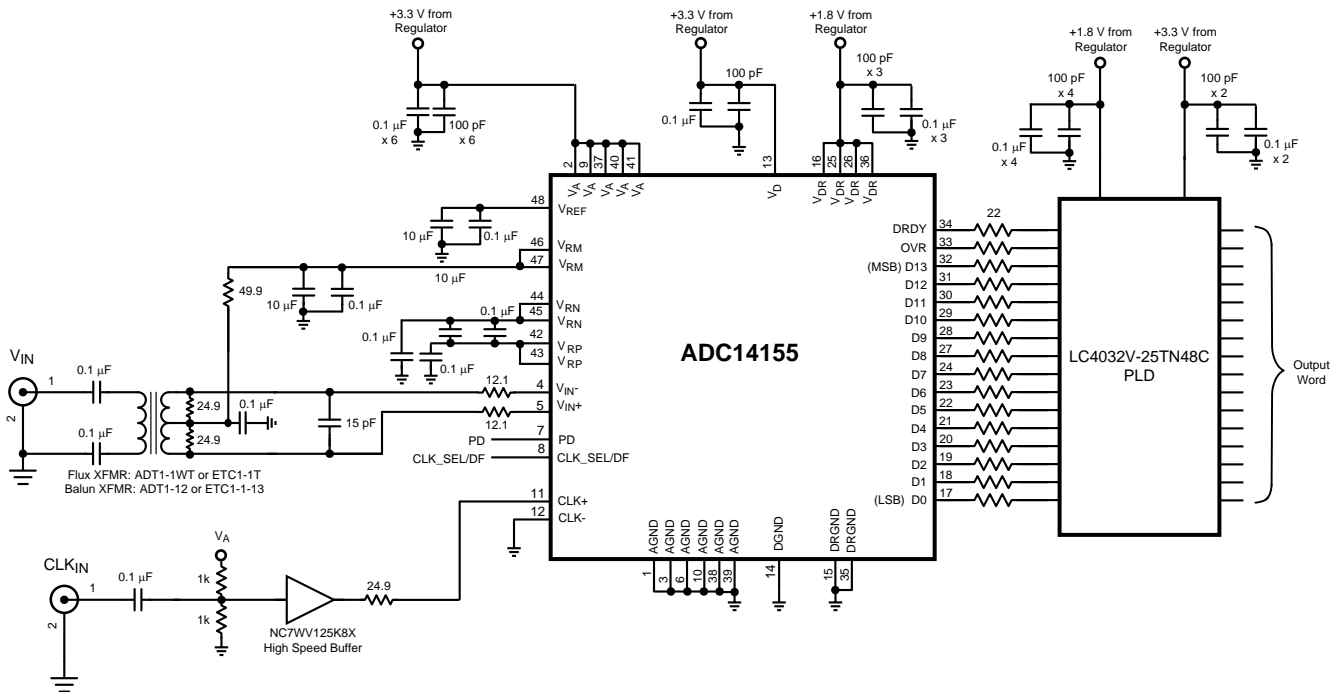 +3.3 V from
Regulator
+3.3 V from
Regulator
+1.8 V from
Regulator
+1.8 V from
Regulator
+3.3 V from
Regulator
0.1 µF
x 6
100 pF
x 6
100 pF
0.1 µF
100 pF
x 3
0.1 µF
x 3
100 pF
x 4
0.1 µF
x 4
100 pF
x 2
0.1 µF
x 2
2
9
37
40
41
VA
VA
VA
VA
VA
13
VD
16
25
26
36
VDR
VDR
VDR
VDR
10 µF
0.1 µF
48
VREF
46
VRM
47
VRM
10 µF
49.9
10 µF
0.1 µF
44
VRN
45
VRN
42
VRP
43
VRP
0.1 µF
0.1 µF
0.1 µF
0.1 µF
VIN
1
2
0.1 µF
0.1 µF
24.9
24.9
0.1 µF
15 pF
12.1
12.1
4
VIN-
5
VIN+
PD
7
PD
CLK_SEL/DF
8
CLK_SEL/DF
11
CLK+
12
CLK-
Flux XFMR: ADT1-1WT or ETC1-1T
Balun XFMR: ADT1-12 or ETC1-1-13
CLKIN
1
2
0.1 µF
VA
1k
1k
24.9
NC7WV125K8X
High Speed Buffer
ADC14155
AGND
AGND
AGND
AGND
AGND
AGND
1
3
6
10
38
39
DGND
14
DRGND
DRGND
15
35
22
DRDY 34
OVR 33
(MSB) D13 32
D12 31
D11 30
D10 29
D9 28
D8 27
D7 24
D6 23
D5 22
D4 21
D3 20
D2 19
D1 18
(LSB) D0 17
LC4032V-25TN48C
PLD
Output
Word